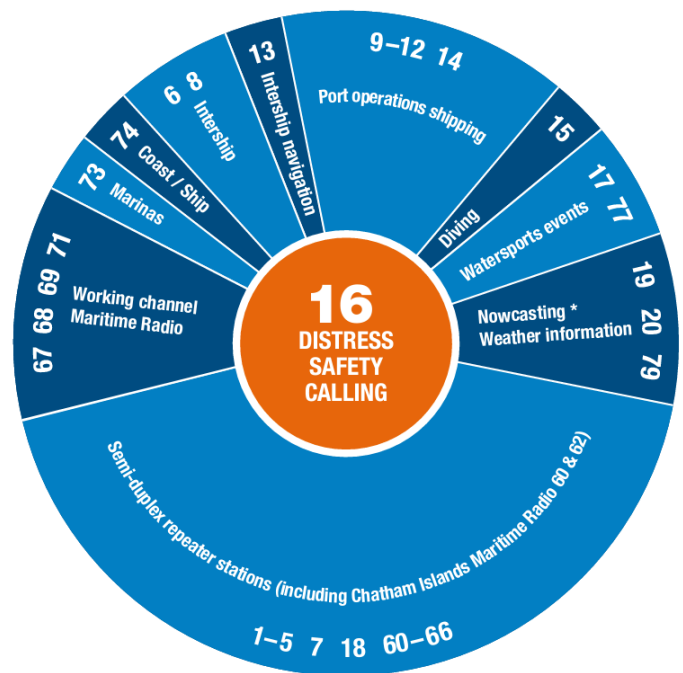 9–12 14
Port operations shipping
15
Diving
17 77
Watersports events
19 20 79
Nowcasting *
Weather information
1–5 7 18 60–66
Semi-duplex repeater stations (including Chatham Islands Maritime Radio 60 & 62)
67 68 69 71
Working channel
Maritime Radio
73
Marinas
74
Coast / Ship
6 8
Intership
13
Intership navigation
16
DISTRESS
SAFETY
CALLING